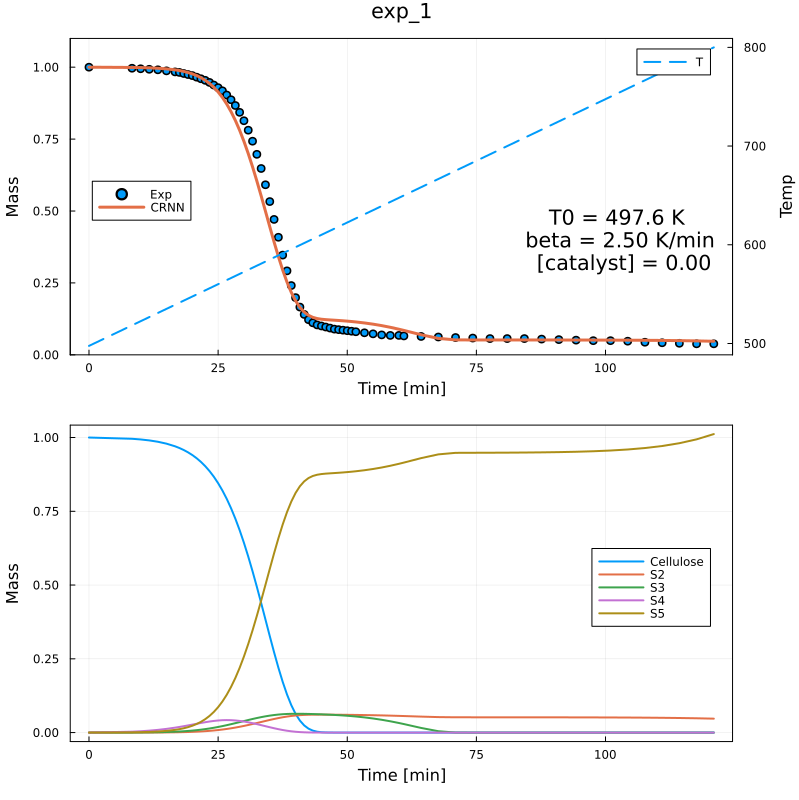 exp_1
1.00
0.75
0.50
0.25
0.00
Mass
800
700
600
500
Temp
T
Exp
CRNN
T0 = 497.6 K
beta = 2.50 K/min
[catalyst] = 0.00
0 25 50 75 100
Time [min]
1.00
0.75
0.50
0.25
0.00
Mass
Cellulose
S2
S3
S4
S5
0 25 50 75 100
Time [min]